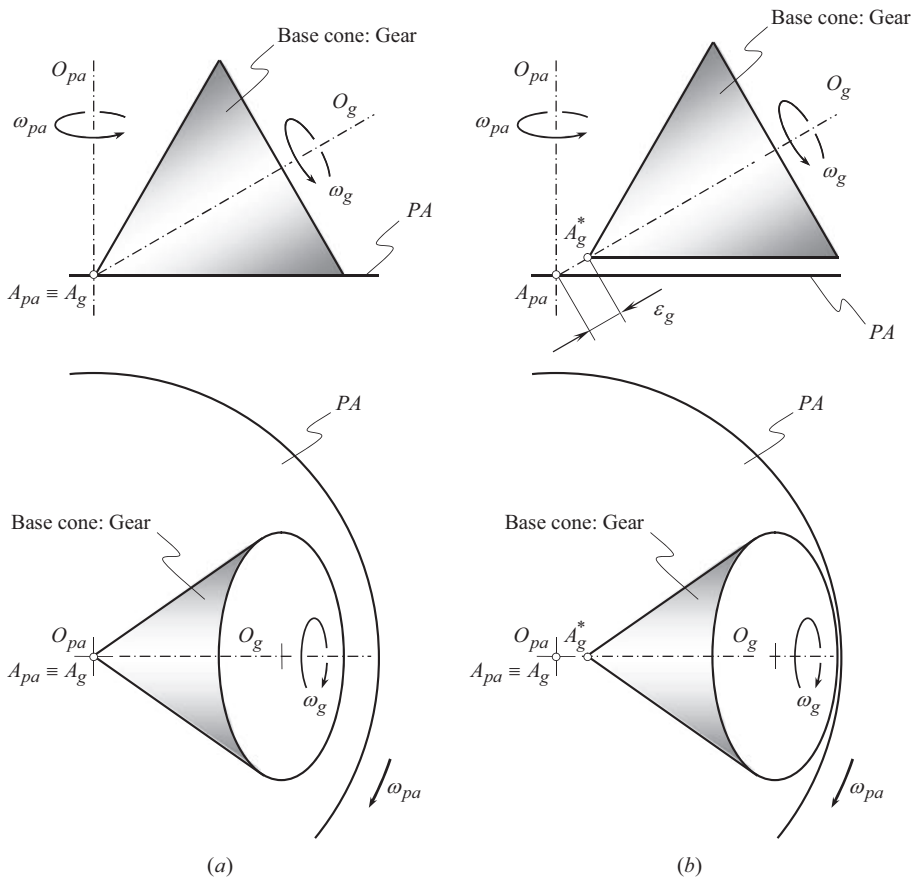 Base cone: Gear
O_pa
ω_pa
O_g
ω_g
PA
A_pa ≡ A_g
PA
Base cone: Gear
O_pa
A_pa ≡ A_g
O_g
ω_g
ω_pa
(a)
Base cone: Gear
O_pa
ω_pa
O_g
ω_g
A_g^*
A_pa
ε_g
PA
PA
Base cone: Gear
O_pa
A_g^*
A_pa ≡ A_g
O_g
ω_g
ω_pa
(b)